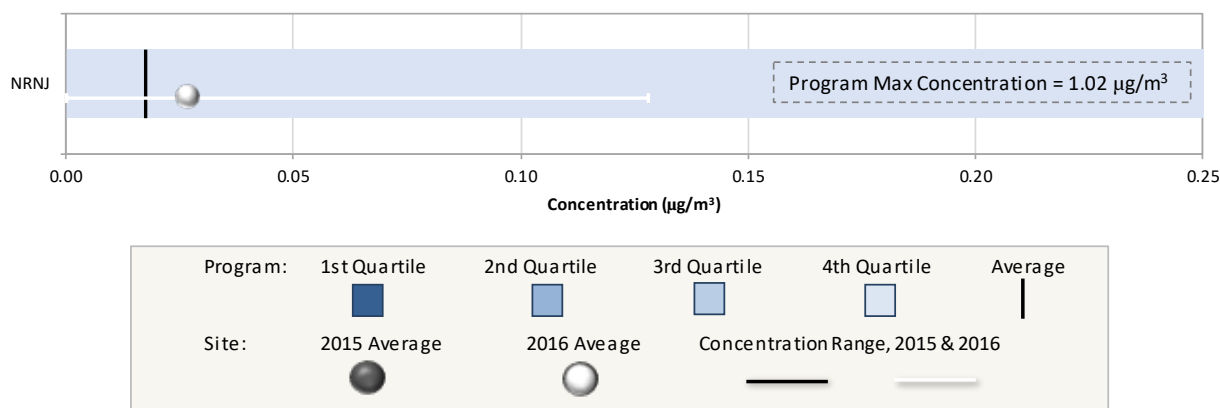 NRNJ
Program Max Concentration = 1.02 μg/m³
0.00 0.05 0.10 0.15 0.20 0.25
Concentration (μg/m³)
Program: 1st Quartile 2nd Quartile 3rd Quartile 4th Quartile Average
Site: 2015 Average 2016 Aveage Concentration Range, 2015 & 2016